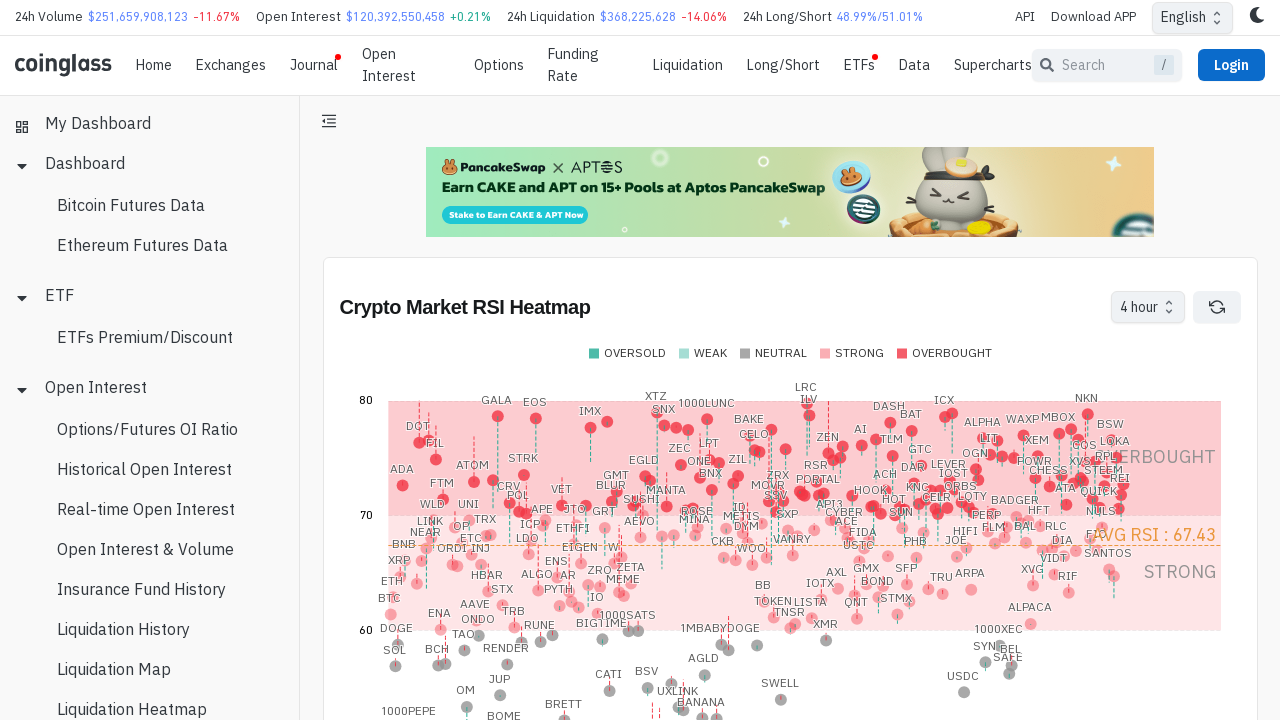 24h Volume $251,659,908,123 -11.67% Open Interest $120,392,550,458 +0.21% 24h Liquidation $368,225,628 -14.06% 24h Long/Short 48.99%/51.01% API Download APP English
coinglass Home Exchanges Journal Open Interest Options Funding Rate Liquidation Long/Short ETFs Data Supercharts Search / Login
My Dashboard
Dashboard
Bitcoin Futures Data
Ethereum Futures Data
ETF
ETFs Premium/Discount
Open Interest
Options/Futures OI Ratio
Historical Open Interest
Real-time Open Interest
Open Interest & Volume
Insurance Fund History
Liquidation History
Liquidation Map
Liquidation Heatmap
PancakeSwap × APTOS
Earn CAKE and APT on 15+ Pools at Aptos PancakeSwap
Stake to Earn CAKE & APT Now
Crypto Market RSI Heatmap
4 hour
OVERSOLD WEAK NEUTRAL STRONG OVERBOUGHT
80
LRC
XTZ ILV NKN
GALA EOS 1000LUNC DASH ICX
IMX SNX BAT
DOT BAKE ALPHA WAXP MBOX BSW
FIL ZEC LPT CELO ZEN AI TLM LIT XEM LOKA
ADA ATOM STRK EGLD ONE ZIL RSR GTC OGN POWR
OVERBOUGHT
FTM CRV GMT BNX ZRX PORTAL ACH DAR LEVER IOST CHESS STEEM REI
POL VET BLUR SUSHI MANTA MOVR SSV HOOK HOT KNC ORBS LOTY ATA QUICK
70
WLD UNI APE JTO GRT ROSE ID SXP API3 CYBER SUN CELR PERP BADGER HFT NULS
LINK NEAR OP TRX ICP ETHFI AEVO MINA METIS DYM VANRY ACE FIDA HIFI FLM BAL RLC
AVG RSI : 67.43
BNB ETC LDO EIGEN CKB WOO USTC PHB JOE DIA SANTOS
XRP ORDI INJ ENS ZETA GMX SFP VIDT
STRONG
ETH HBAR ALGO AR ZRO MEME BB IOTX AXL BOND TRU ARPA XVG RIF
BTC STX PYTH IO TOKEN LISTA QNT STMX
AAVE TRB 1000SATS TNSR ALPACA
ENA ONDO
60
DOGE TAO RUNE BIGTIME 1MBABYDOGE XMR 1000XEC
SOL BCH RENDER AGLD SYN BEL SAFE
JUP CATI BSV SWELL USDC
OM UXLINK
1000PEPE BOME BRETT BANANA